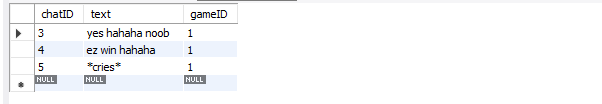 chatID text gameID
3 yes hahaha noob 1
4 ez win hahaha 1
5 *cries* 1
NULL NULL NULL